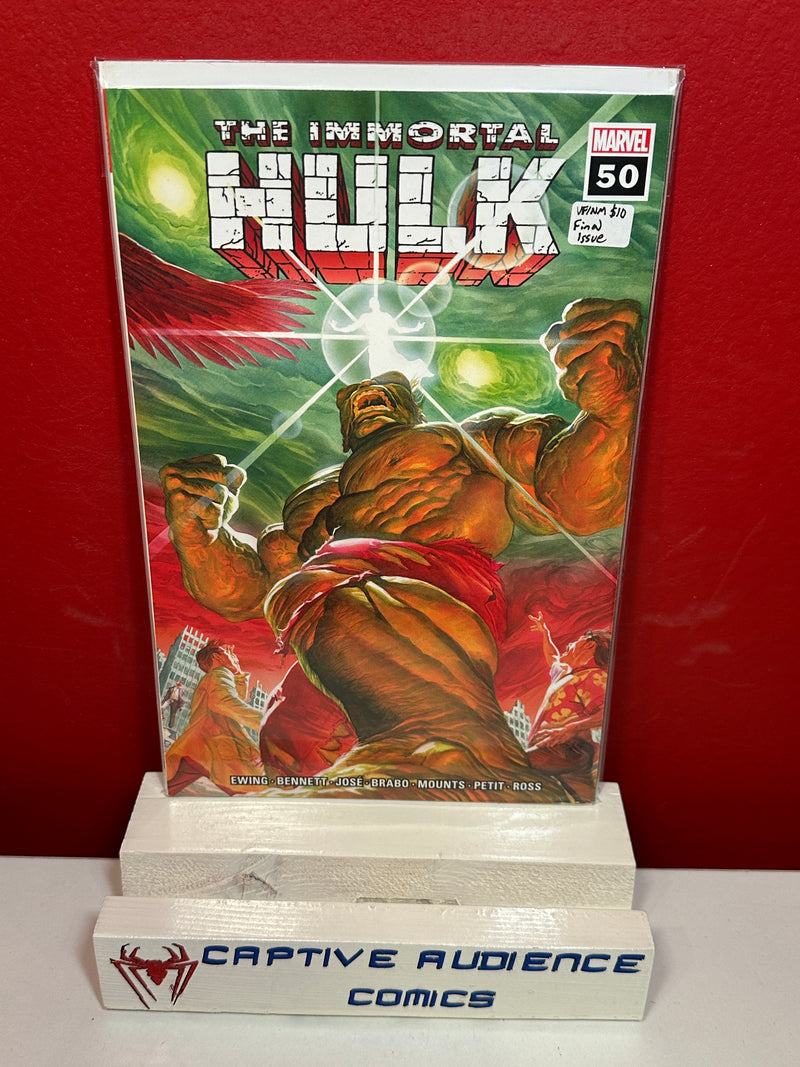 THE IMMORTAL
HULK
MARVEL
50
VF/NM $10
Final
Issue
EWING · BENNETT · JOSÉ · BRABO · MOUNTS · PETIT · ROSS
CAPTIVE AUDIENCE
COMICS